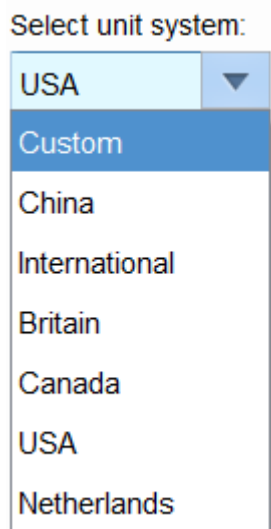 Select unit system:
USA
Custom
China
International
Britain
Canada
USA
Netherlands